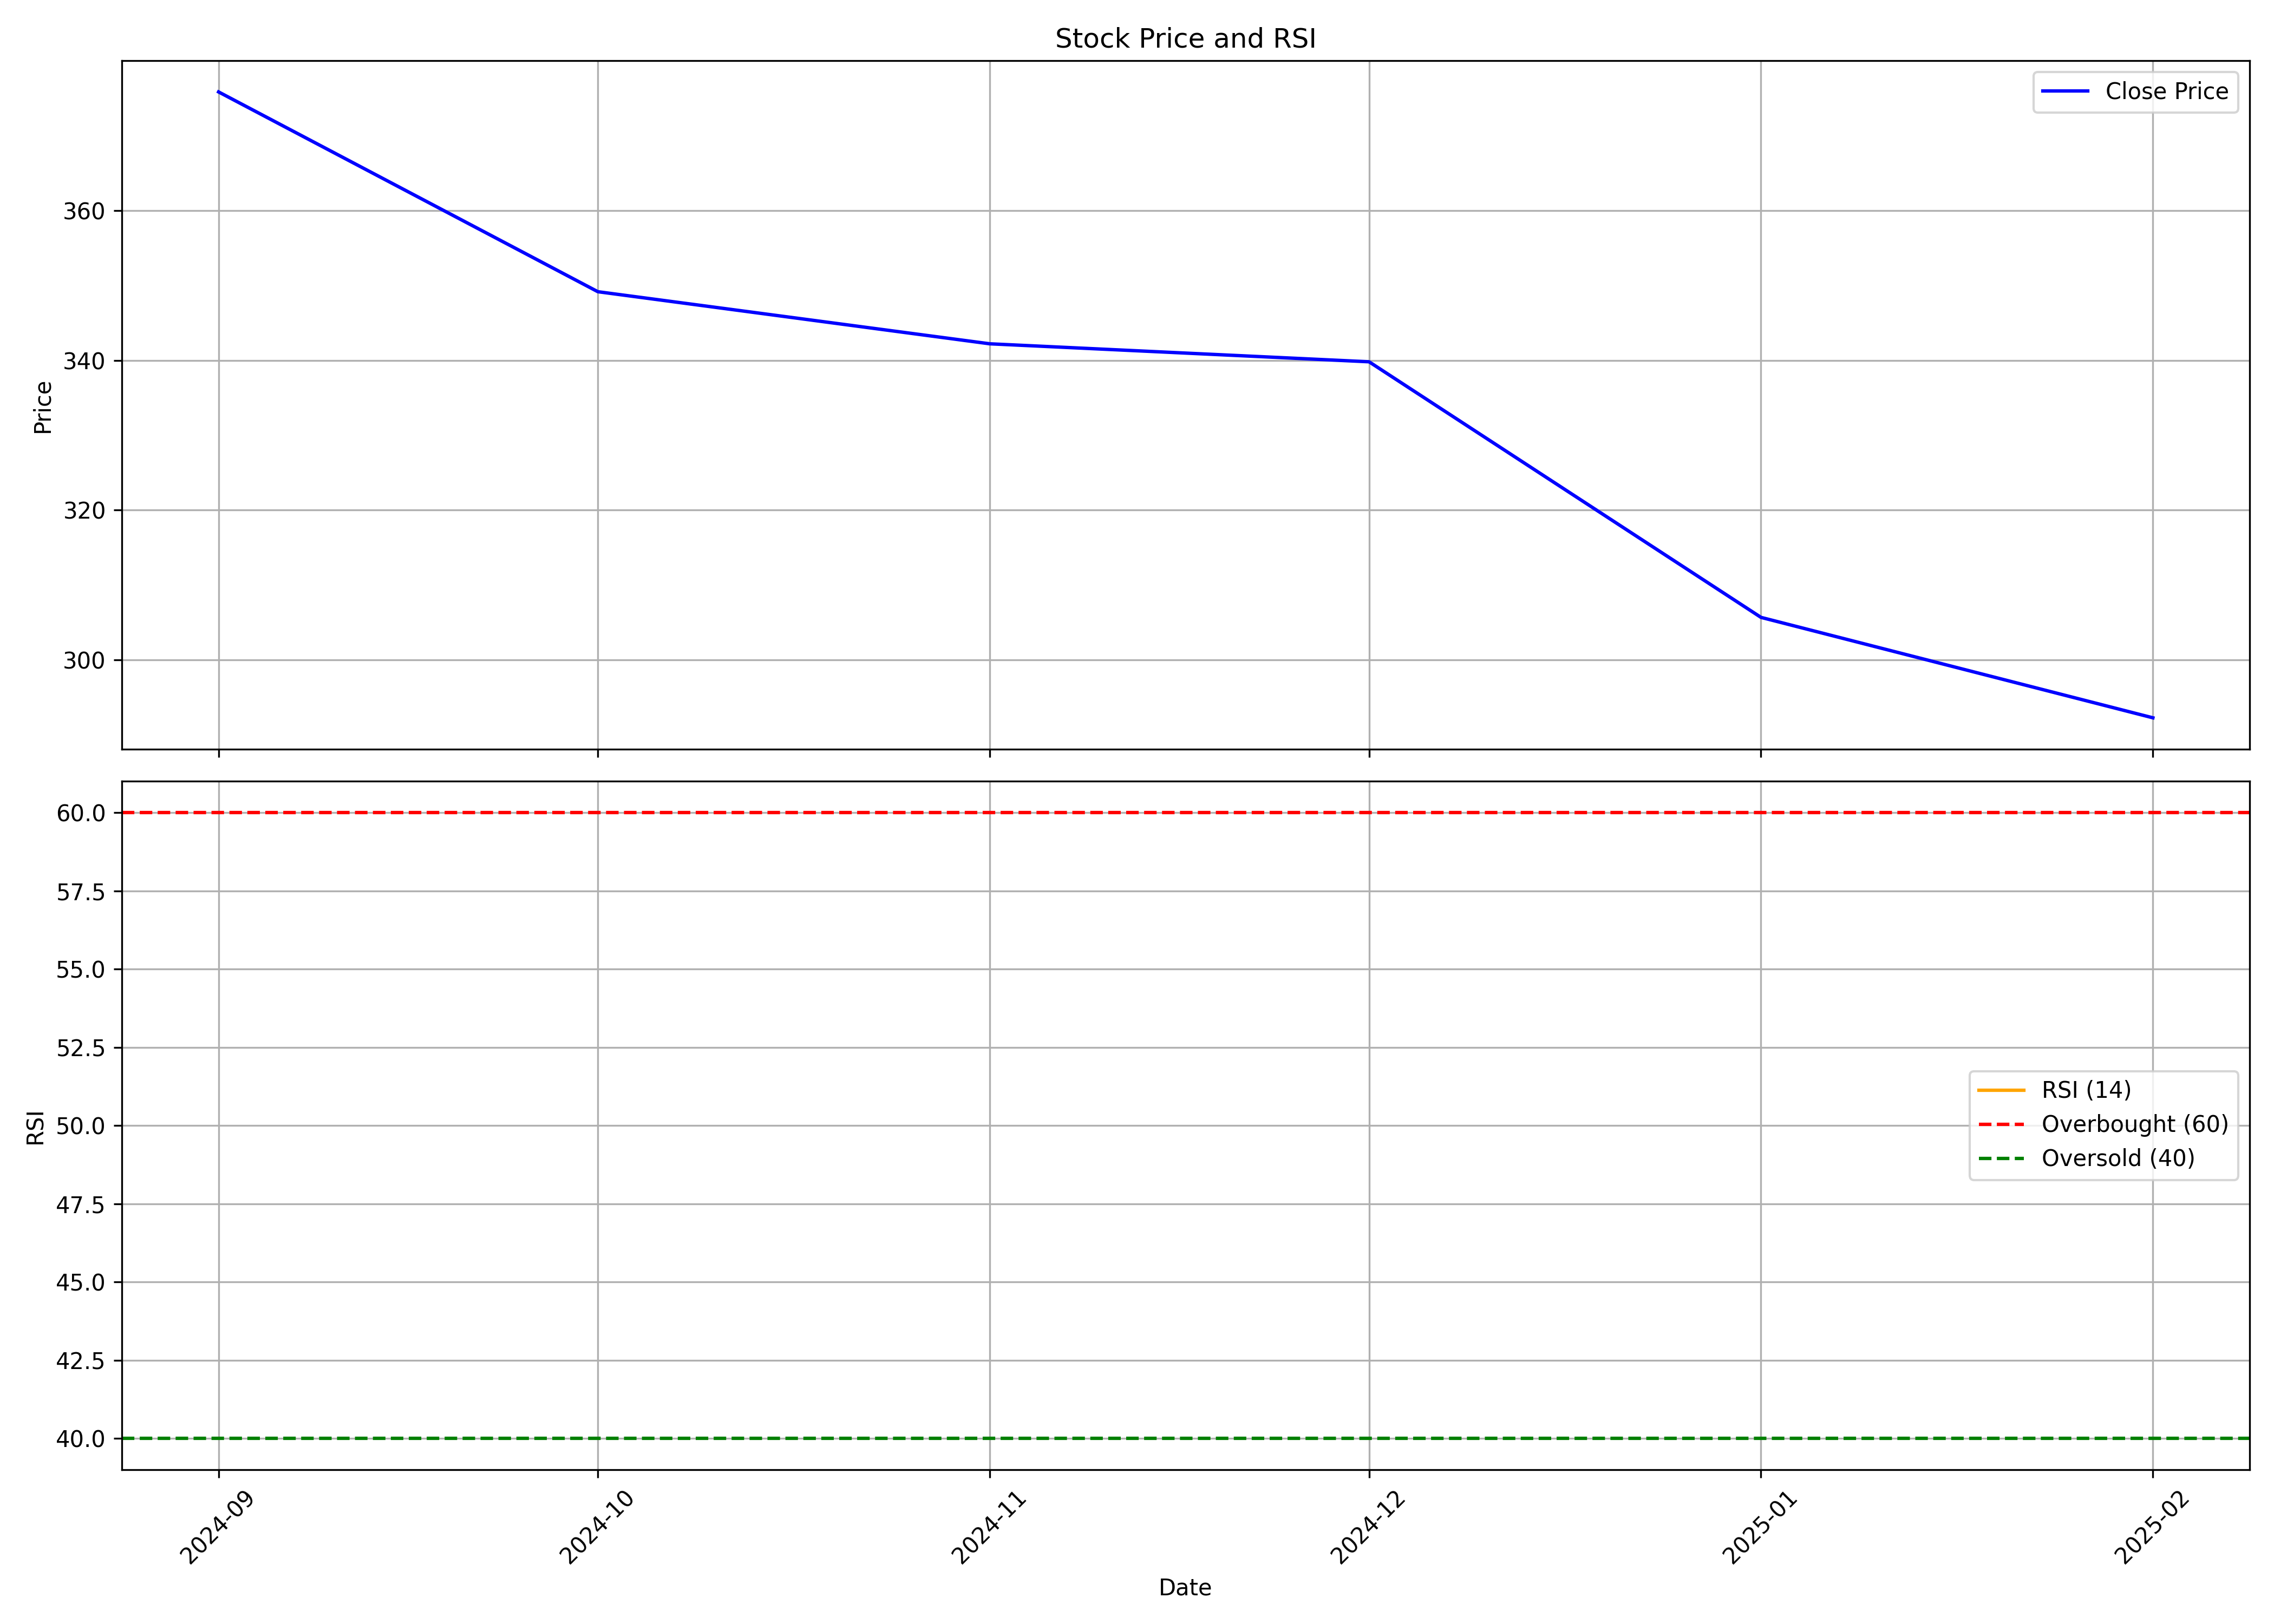 Stock Price and RSI
Close Price
360
340
320
300
Price
60.0
57.5
55.0
52.5
50.0
47.5
45.0
42.5
40.0
RSI
RSI (14)
Overbought (60)
Oversold (40)
2024-09
2024-10
2024-11
2024-12
2025-01
2025-02
Date